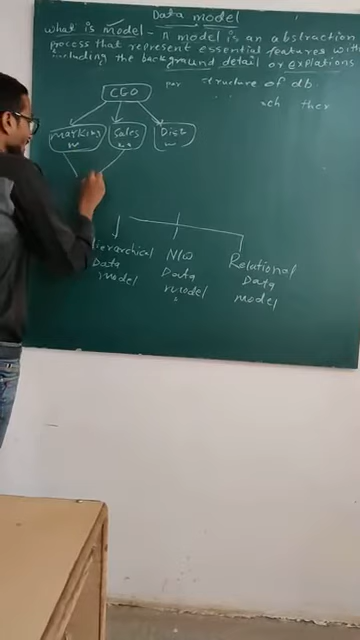 Data model
what is model - A model is an abstraction
process that represent essential features with
including the background detail or explations
structure of db
CEO
Marking Sales Dist
Hierarchical Data model
N/W Data model
Relational Data model